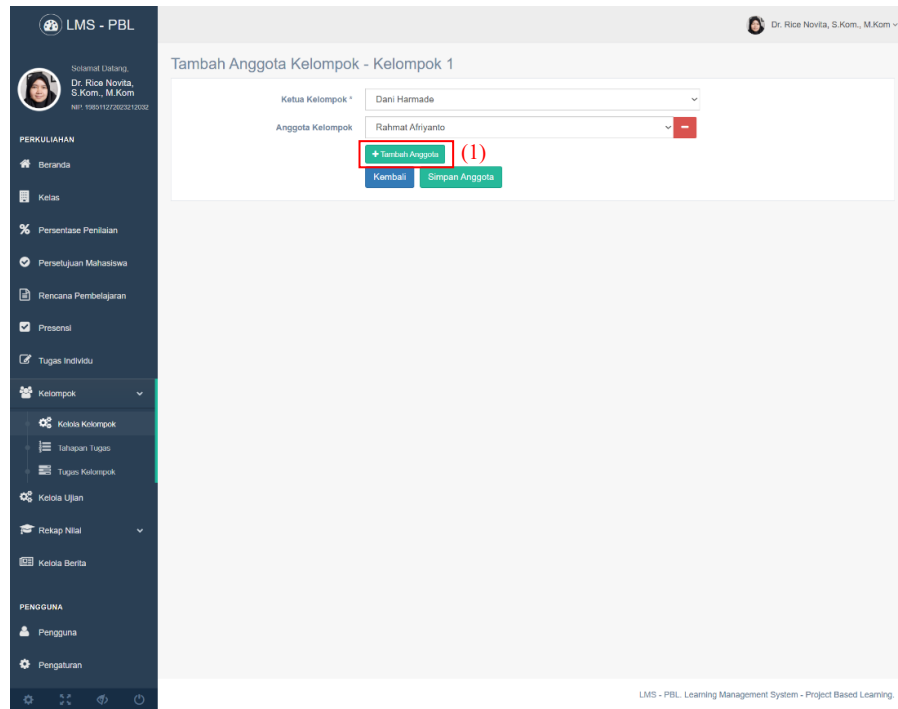 LMS - PBL
Dr. Rice Novita, S.Kom., M.Kom
Selamat Datang,
Dr. Rice Novita,
S.Kom., M.Kom
NIP. 198511272023212032
Tambah Anggota Kelompok - Kelompok 1
Ketua Kelompok *
Dani Harmade
Anggota Kelompok
Rahmat Afriyanto
+ Tambah Anggota
(1)
Kembali
Simpan Anggota
PERKULIAHAN
Beranda
Kelas
Persentase Penilaian
Persetujuan Mahasiswa
Rencana Pembelajaran
Presensi
Tugas Individu
Kelompok
Kelola Kelompok
Tahapan Tugas
Tugas Kelompok
Kelola Ujian
Rekap Nilai
Kelola Berita
PENGGUNA
Pengguna
Pengaturan
LMS - PBL. Learning Management System - Project Based Learning.